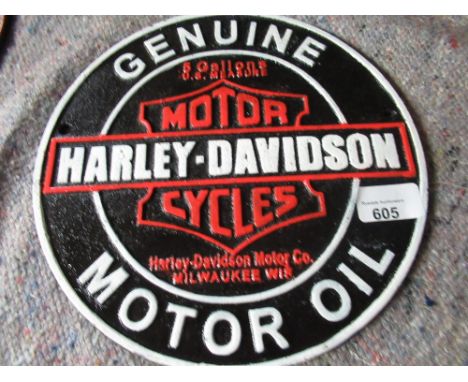 GENUINE
5 Gallons
U.S. MEASURE
MOTOR
HARLEY-DAVIDSON
CYCLES
Harley-Davidson Motor Co.
MILWAUKEE WIS
MOTOR OIL
605